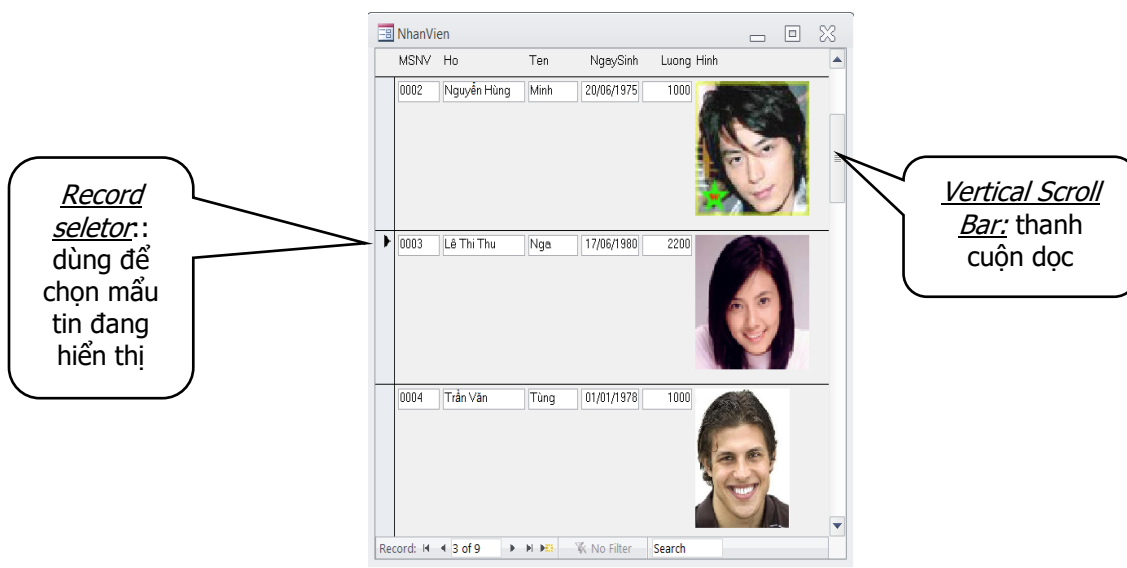 NhanVien
MSNV Ho Ten NgaySinh Luong Hinh
0002 Nguyễn Hùng Minh 20/06/1975 1000
Record
seletor::
dùng để
chọn mẩu
tin đang
hiển thị
Vertical Scroll
Bar: thanh
cuộn dọc
0003 Lê Thi Thu Nga 17/06/1980 2200
0004 Trần Văn Tùng 01/01/1978 1000
Record: 3 of 9 No Filter Search